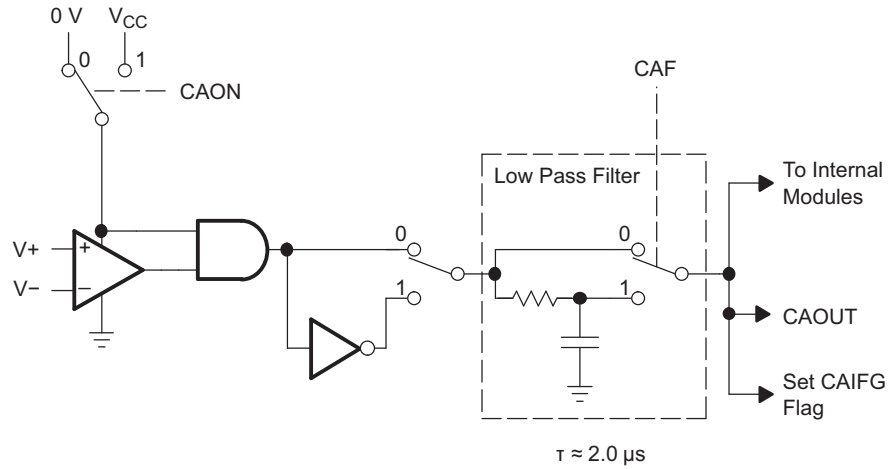 0 V
VCC
0
1
CAON
CAF
Low Pass Filter
To Internal
Modules
V+
+
V−
−
0
1
0
1
CAOUT
Set CAIFG
Flag
τ ≈ 2.0 μs